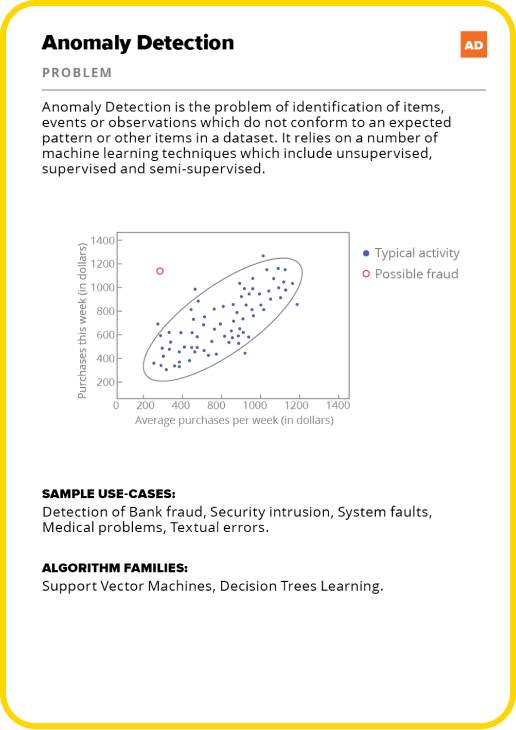 Anomaly Detection
AD
PROBLEM
Anomaly Detection is the problem of identification of items,
events or observations which do not conform to an expected
pattern or other items in a dataset. It relies on a number of
machine learning techniques which include unsupervised,
supervised and semi-supervised.
Purchases this week (in dollars)
1400
1200
1000
800
600
400
200
0 200 400 800 1000 1200 1400
Average purchases per week (in dollars)
Typical activity
Possible fraud
SAMPLE USE-CASES:
Detection of Bank fraud, Security intrusion, System faults,
Medical problems, Textual errors.
ALGORITHM FAMILIES:
Support Vector Machines, Decision Trees Learning.